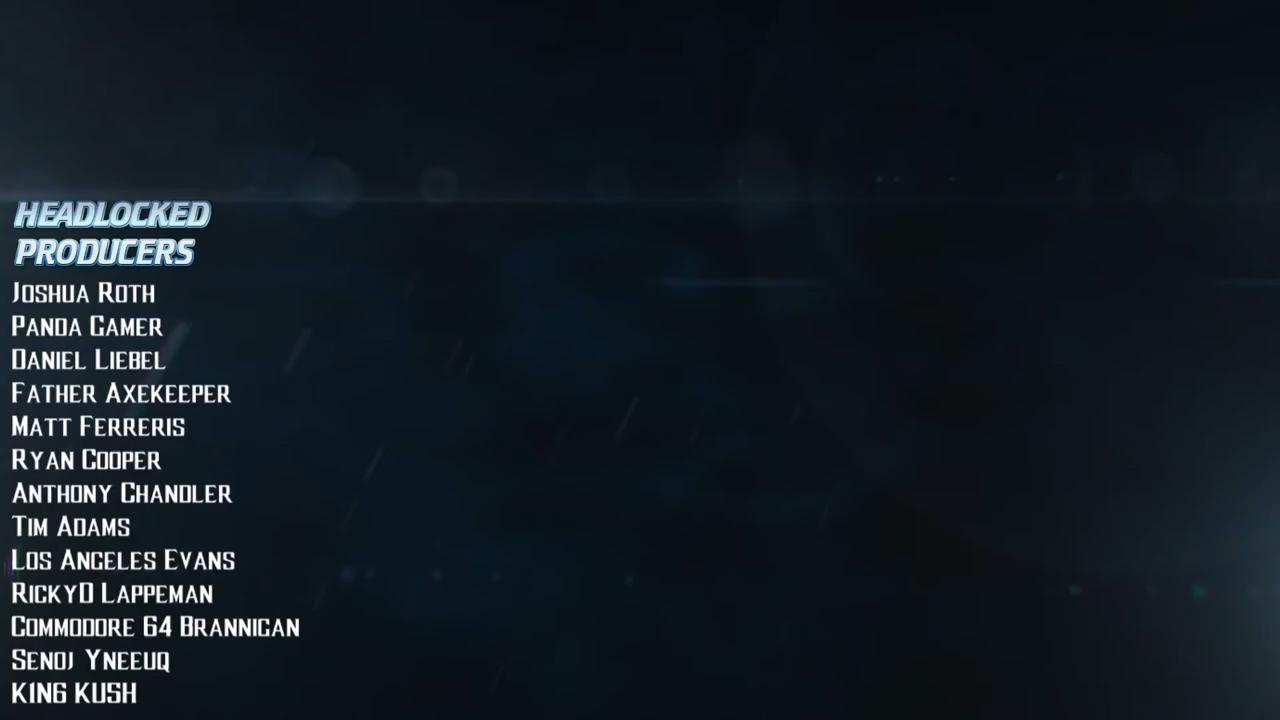 HEADLOCKED
PRODUCERS
Joshua Roth
Panda Gamer
Daniel Liebel
Father Axekeeper
Matt Ferreris
Ryan Cooper
Anthony Chandler
Tim Adams
Los Angeles Evans
RickyD Lappeman
Commodore 64 Brannigan
Senoj Yneeuq
K1N6 KUSH